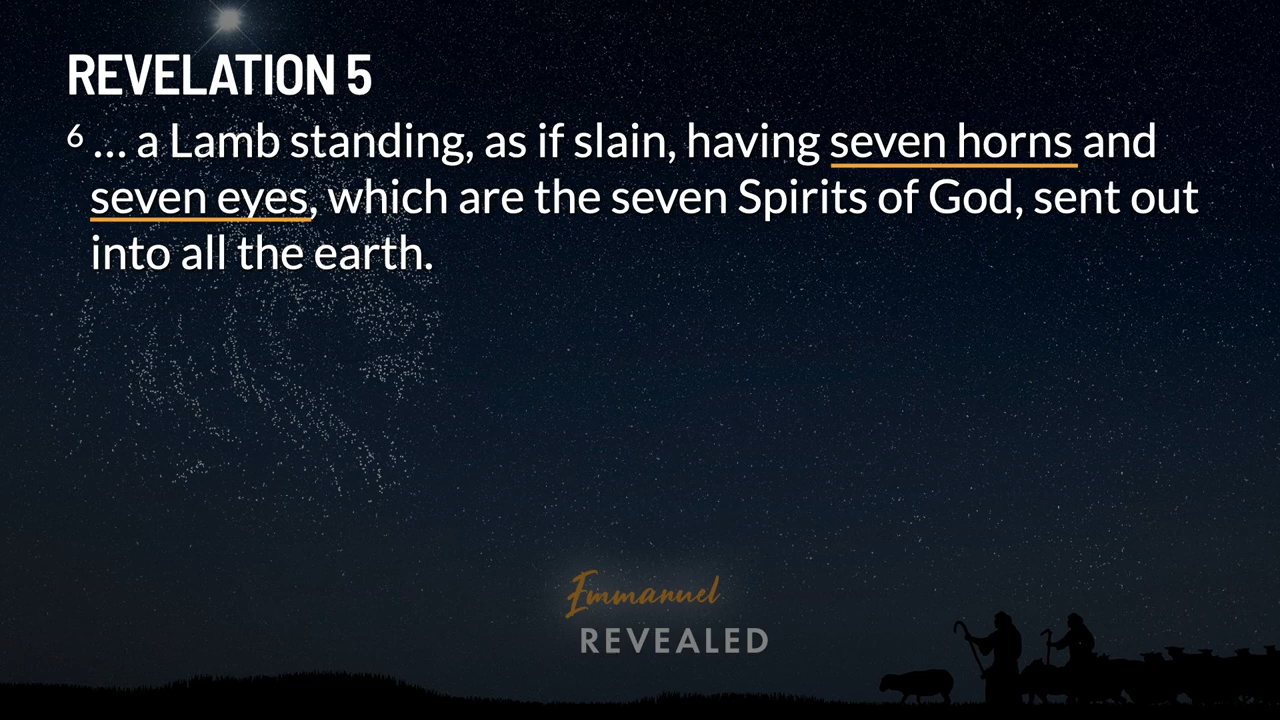 REVELATION 5
6 … a Lamb standing, as if slain, having seven horns and
seven eyes, which are the seven Spirits of God, sent out
into all the earth.
Emmanuel
REVEALED